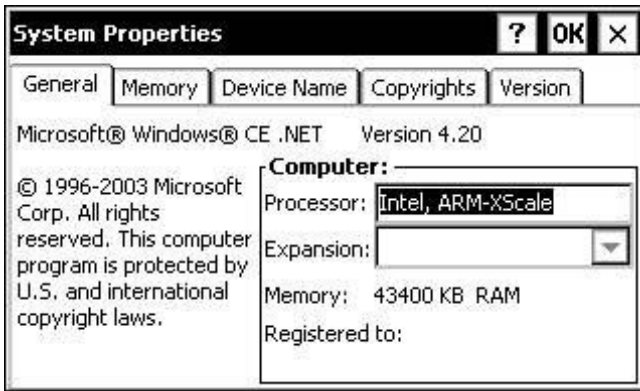 System Properties ? OK ×
General Memory Device Name Copyrights Version
Microsoft® Windows® CE .NET Version 4.20
© 1996-2003 Microsoft
Corp. All rights
reserved. This computer
program is protected by
U.S. and international
copyright laws.
Computer:
Processor: Intel, ARM-XScale
Expansion:
Memory: 43400 KB RAM
Registered to: